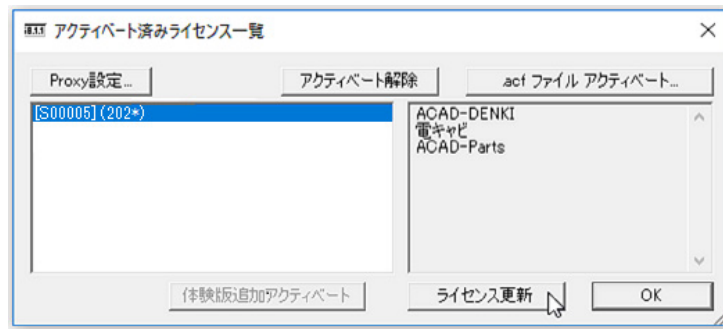 アクティベート済みライセンス一覧
Proxy設定...
アクティベート解除
.acf ファイル アクティベート...
[S00005](202*)
ACAD-DENKI
電キャビ
ACAD-Parts
体験版追加アクティベート
ライセンス更新
OK